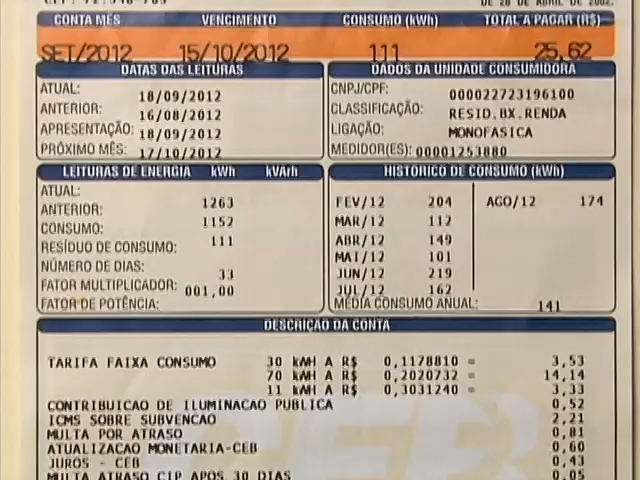 DE 26 DE ABRIL DE 2002.
CONTA MÊS VENCIMENTO CONSUMO (kWh) TOTAL A PAGAR (R$)
SET/2012 15/10/2012 111 25,62
DATAS DAS LEITURAS
ATUAL: 18/09/2012
ANTERIOR: 16/08/2012
APRESENTAÇÃO: 18/09/2012
PRÓXIMO MÊS: 17/10/2012
DADOS DA UNIDADE CONSUMIDORA
CNPJ/CPF: 000022723196100
CLASSIFICAÇÃO: RESID.BX.RENDA
LIGAÇÃO: MONOFASICA
MEDIDOR(ES): 00001253880
LEITURAS DE ENERGIA kWh kVArh
ATUAL: 1263
ANTERIOR: 1152
CONSUMO: 111
RESÍDUO DE CONSUMO:
NÚMERO DE DIAS: 33
FATOR MULTIPLICADOR: 001,00
FATOR DE POTÊNCIA:
HISTÓRICO DE CONSUMO (kWh)
FEV/12 204 AGO/12 174
MAR/12 112
ABR/12 149
MAI/12 101
JUN/12 219
JUL/12 162
MÉDIA CONSUMO ANUAL: 141
DESCRIÇÃO DA CONTA
TARIFA FAIXA CONSUMO 30 kWH A R$ 0,1178810 = 3,53
70 kWH A R$ 0,2020732 = 14,14
11 kWH A R$ 0,3031240 = 3,33
CONTRIBUICAO DE ILUMINACAO PUBLICA 0,52
ICMS SOBRE SUBVENCAO 2,21
MULTA POR ATRASO 0,81
ATUALIZACAO MONETARIA-CEB 0,60
JUROS - CEB 0,43
MULTA ATRASO CIP APOS 30 DIAS 0,05